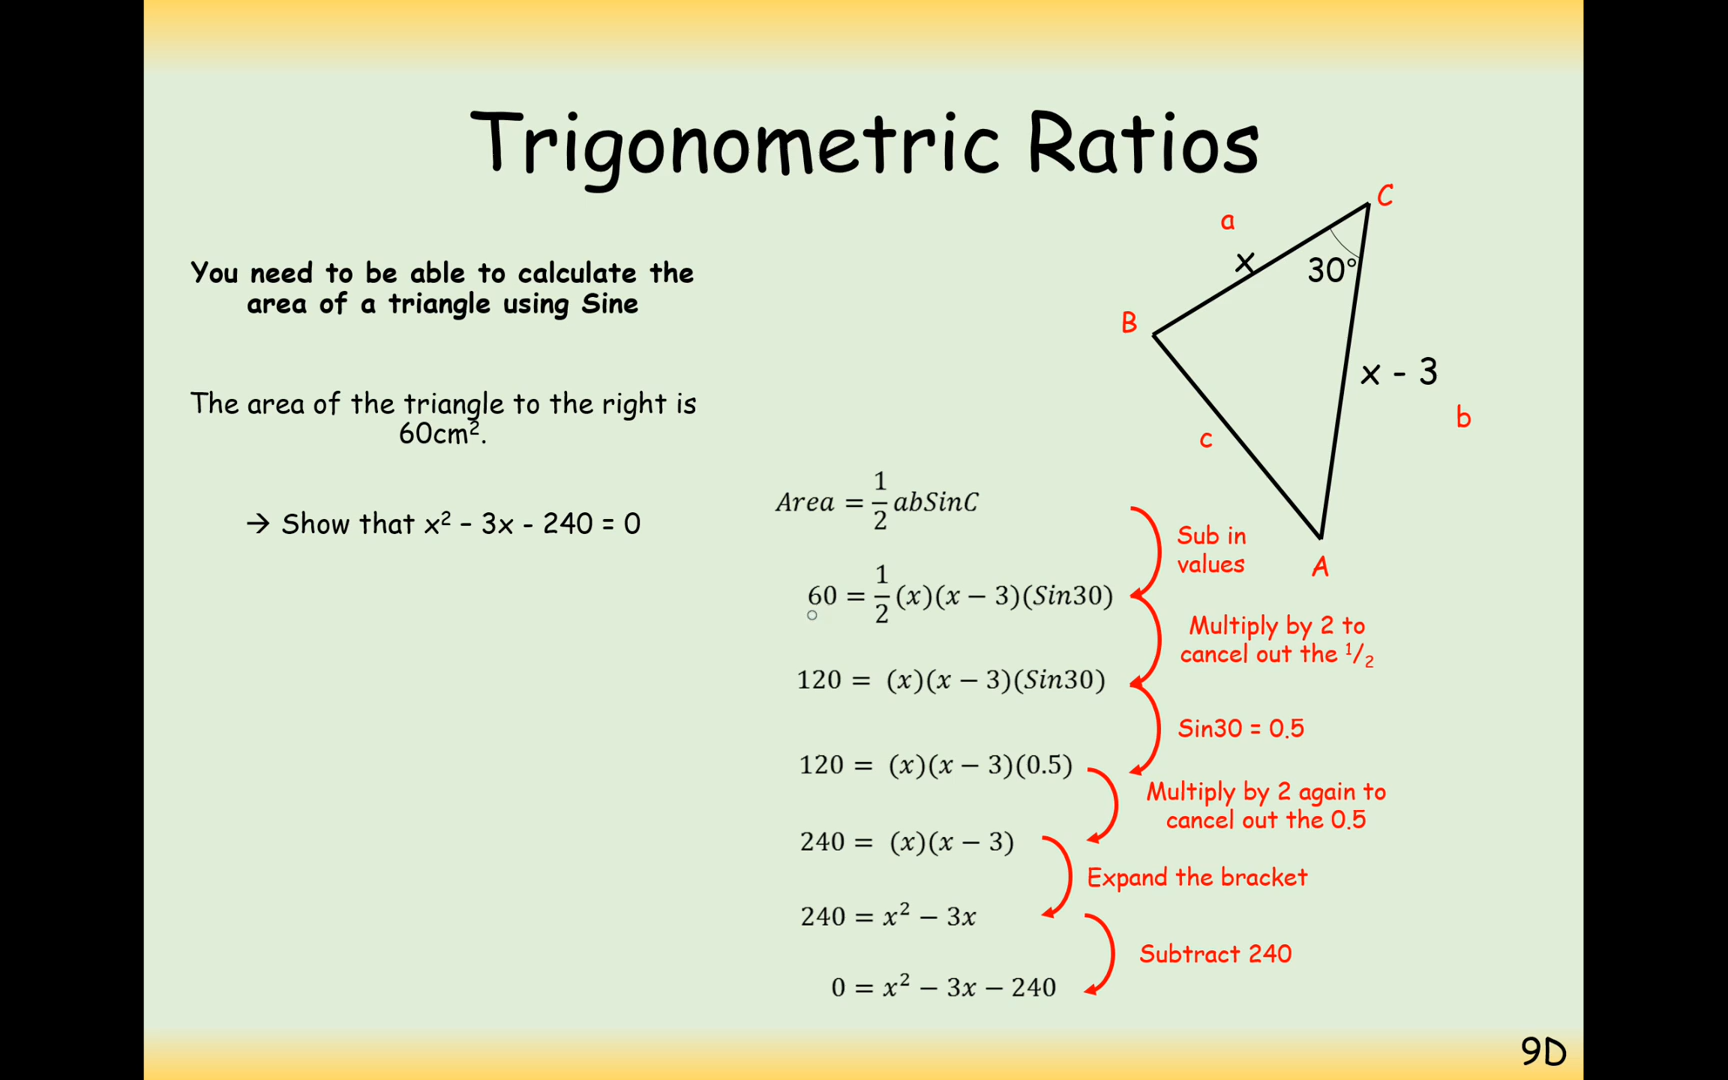 Trigonometric Ratios
You need to be able to calculate the
area of a triangle using Sine
The area of the triangle to the right is
60cm².
→ Show that x² – 3x - 240 = 0
C
a
x
30°
B
x - 3
b
c
A
Area = 1/2 abSinC
Sub in
values
60 = 1/2 (x)(x − 3)(Sin30)
Multiply by 2 to
cancel out the ¹/₂
120 = (x)(x − 3)(Sin30)
Sin30 = 0.5
120 = (x)(x − 3)(0.5)
Multiply by 2 again to
cancel out the 0.5
240 = (x)(x − 3)
Expand the bracket
240 = x² − 3x
Subtract 240
0 = x² − 3x − 240
9D